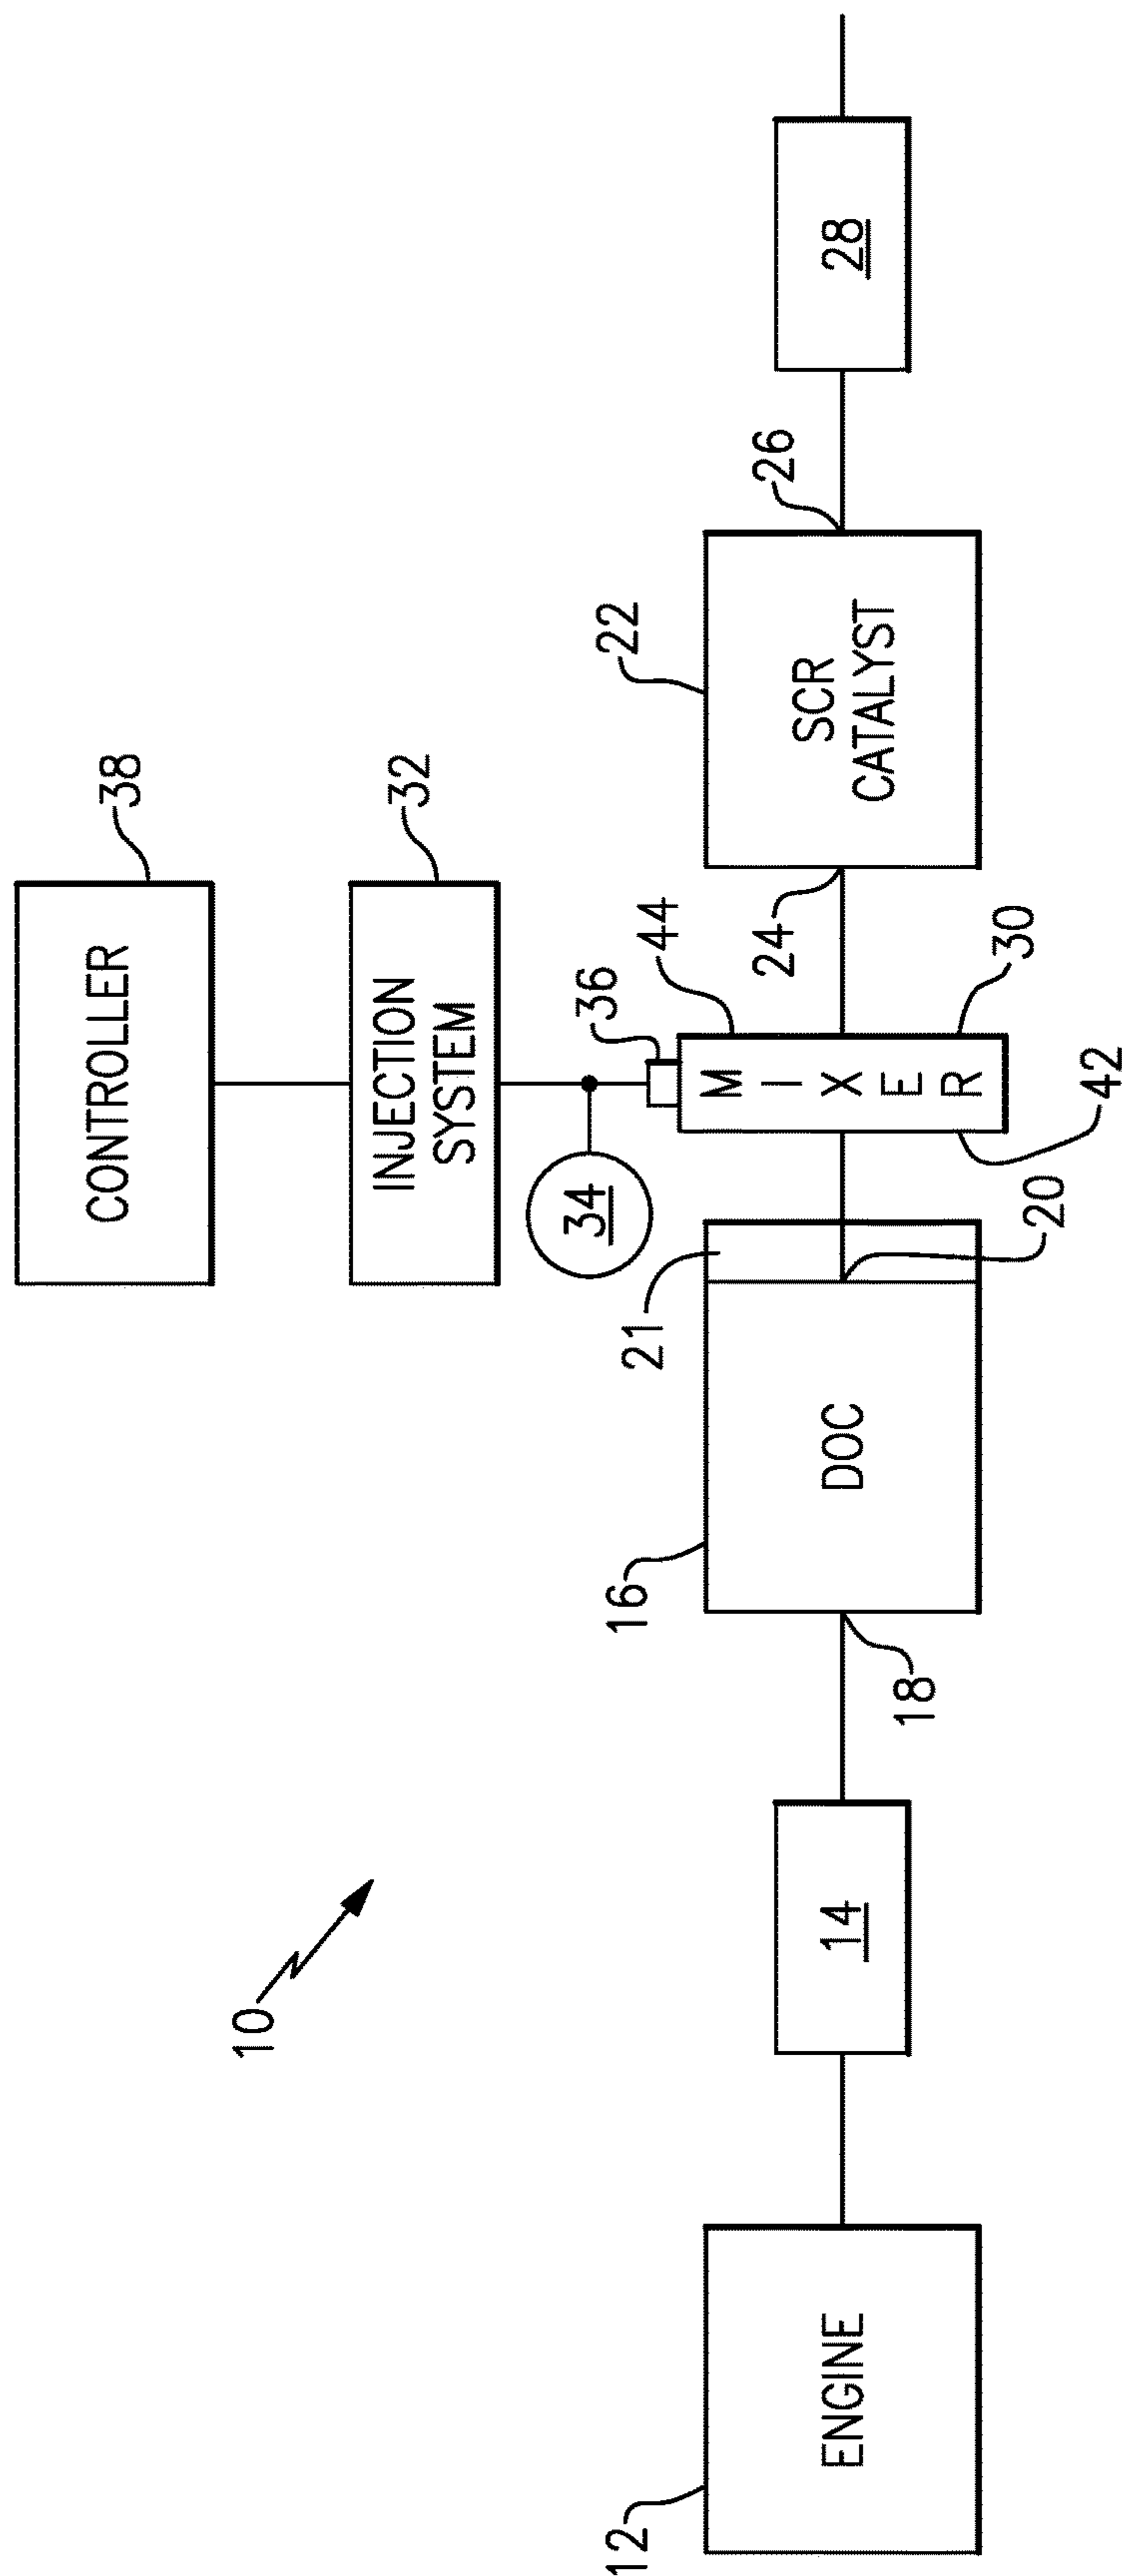 CONTROLLER
38
INJECTION
SYSTEM
32
34
36
44
10
12
ENGINE
14
16
DOC
18
21
20
MIXER
42
30
24
22
SCR
CATALYST
26
28